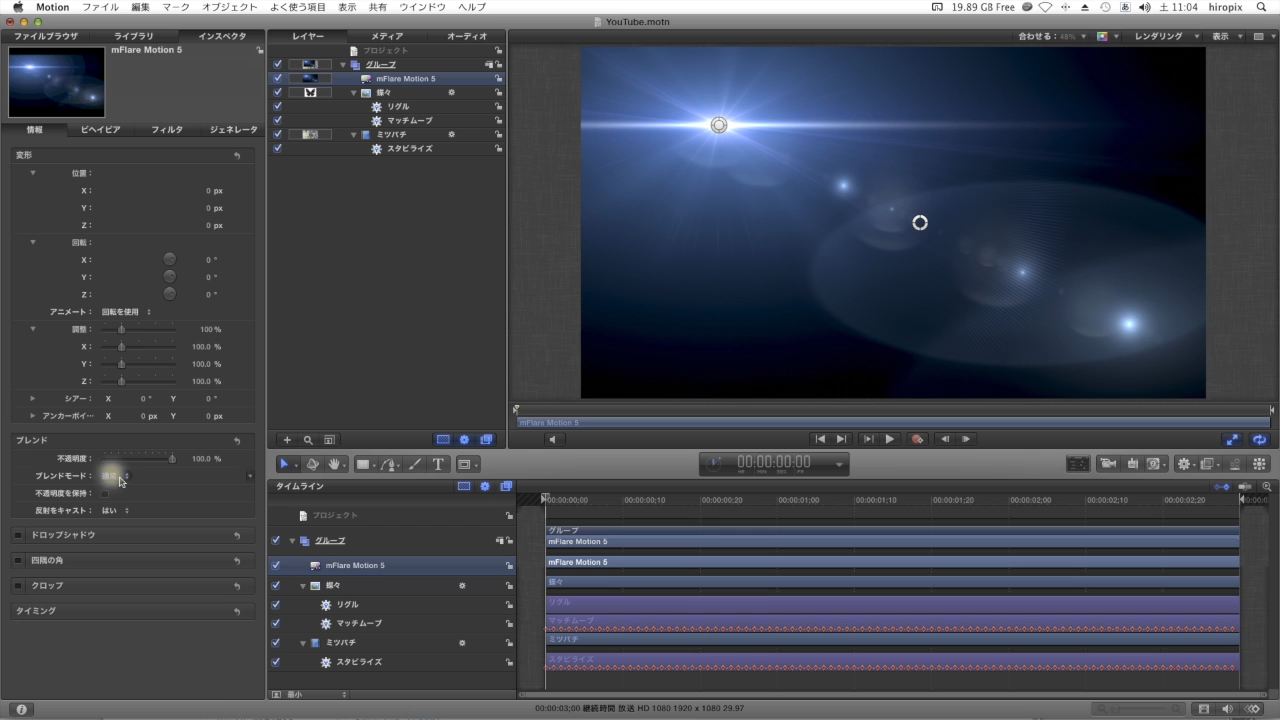 Motion ファイル 編集 マーク オブジェクト よく使う項目 表示 共有 ウインドウ ヘルプ 19.89 GB Free あ 土 11:04 hiropix
YouTube.motn
ファイルブラウザ ライブラリ インスペクタ
mFlare Motion 5
情報 ビヘイビア フィルタ ジェネレータ
変形
位置：
X： 0 px
Y： 0 px
Z： 0 px
回転：
X： 0 °
Y： 0 °
Z： 0 °
アニメート： 回転を使用
調整： 100 %
X： 100.0 %
Y： 100.0 %
Z： 100.0 %
シアー： X 0 ° Y 0 °
アンカーポイ… X 0 px Y 0 px
ブレンド
不透明度： 100.0 %
ブレンドモード：
不透明度を保持：
反射をキャスト： はい
ドロップシャドウ
四隅の角
クロップ
タイミング
レイヤー メディア オーディオ
プロジェクト
グループ
mFlare Motion 5
蝶々
リグル
マッチムーブ
ミツバチ
スタビライズ
合わせる：48% レンダリング 表示
mFlare Motion 5
T 00:00:00:00
HR MIN SEC FR
タイムライン
00:00:00;00 00:00:00;10 00:00:00;20 00:00:01;00 00:00:01;10 00:00:01;20 00:00:02;00 00:00:02;10 00:00:02;20
プロジェクト
グループ グループ
mFlare Motion 5
mFlare Motion 5 mFlare Motion 5
蝶々 蝶々
リグル リグル
マッチムーブ マッチムーブ
ミツバチ ミツバチ
スタビライズ スタビライズ
最小
00:00:03;00 継続時間 放送 HD 1080 1920 x 1080 29.97